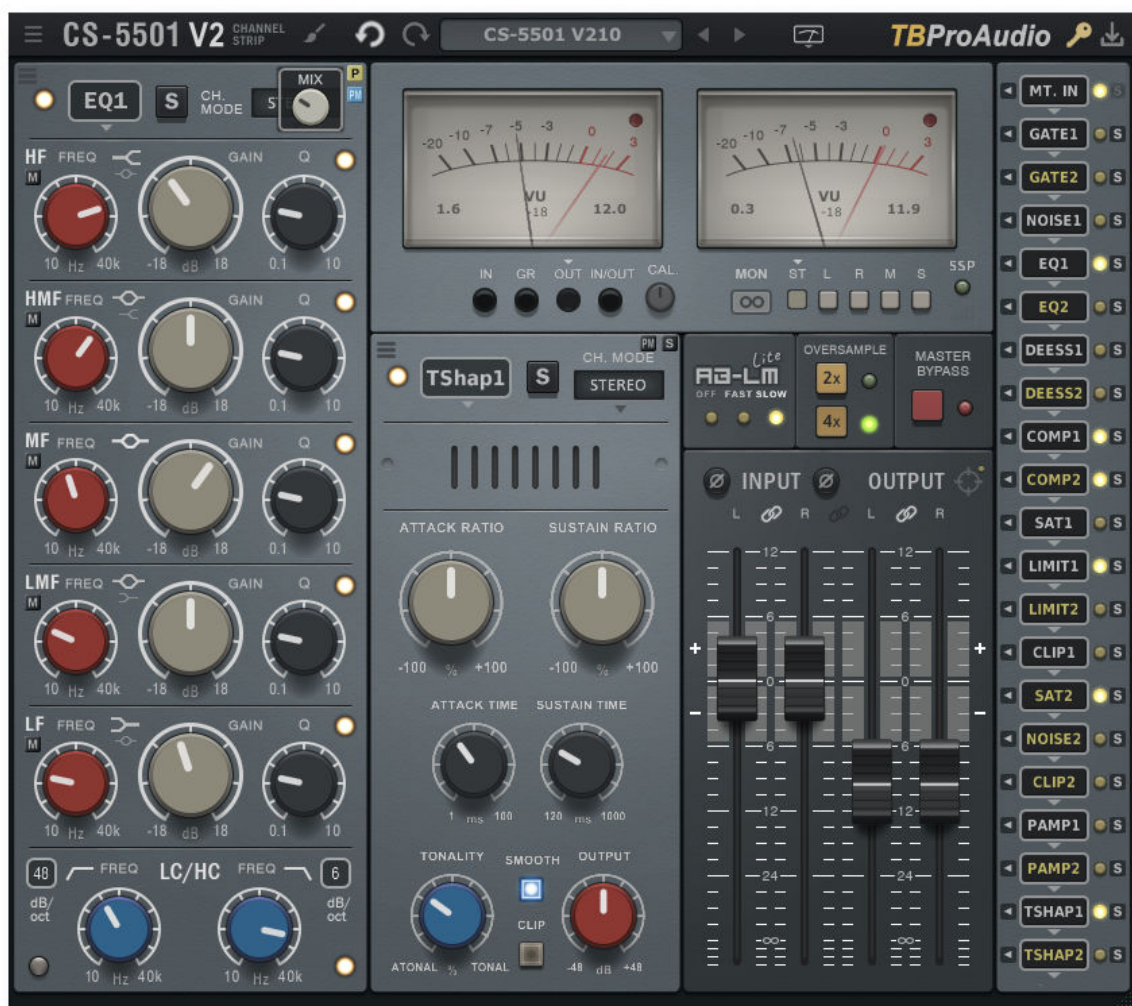 CS-5501 V2 CHANNEL STRIP
CS-5501 V210
TBProAudio
EQ1
S
CH. MODE
MIX
P
PM
HF FREQ GAIN Q
M
10 Hz 40k -18 dB 18 0.1 10
HMF FREQ GAIN Q
M
10 Hz 40k -18 dB 18 0.1 10
MF FREQ GAIN Q
M
10 Hz 40k -18 dB 18 0.1 10
LMF FREQ GAIN Q
M
10 Hz 40k -18 dB 18 0.1 10
LF FREQ GAIN Q
M
10 Hz 40k -18 dB 18 0.1 10
48 FREQ LC/HC FREQ 6
dB/oct dB/oct
10 Hz 40k 10 Hz 40k
-20 -10 -7 -5 -3 0 3
VU
1.6 -18 12.0
-20 -10 -7 -5 -3 0 3
VU
0.3 -18 11.9
IN GR OUT IN/OUT CAL.
MON ST L R M S
SSP
PM S
TShap1
S
CH. MODE
STEREO
ATTACK RATIO SUSTAIN RATIO
-100 % +100 -100 % +100
ATTACK TIME SUSTAIN TIME
1 ms 100 120 ms 1000
TONALITY SMOOTH OUTPUT
CLIP
ATONAL % TONAL -48 dB +48
AB-LM Lite
OFF FAST SLOW
OVERSAMPLE
2x
4x
MASTER BYPASS
Ø INPUT Ø OUTPUT
L R L R
12 12
6 6
+ 0 0 +
- -
6 6
12 12
24 24
-∞ -∞
MT. IN S
GATE1 S
GATE2 S
NOISE1 S
EQ1 S
EQ2 S
DEESS1 S
DEESS2 S
COMP1 S
COMP2 S
SAT1 S
LIMIT1 S
LIMIT2 S
CLIP1 S
SAT2 S
NOISE2 S
CLIP2 S
PAMP1 S
PAMP2 S
TSHAP1 S
TSHAP2 S